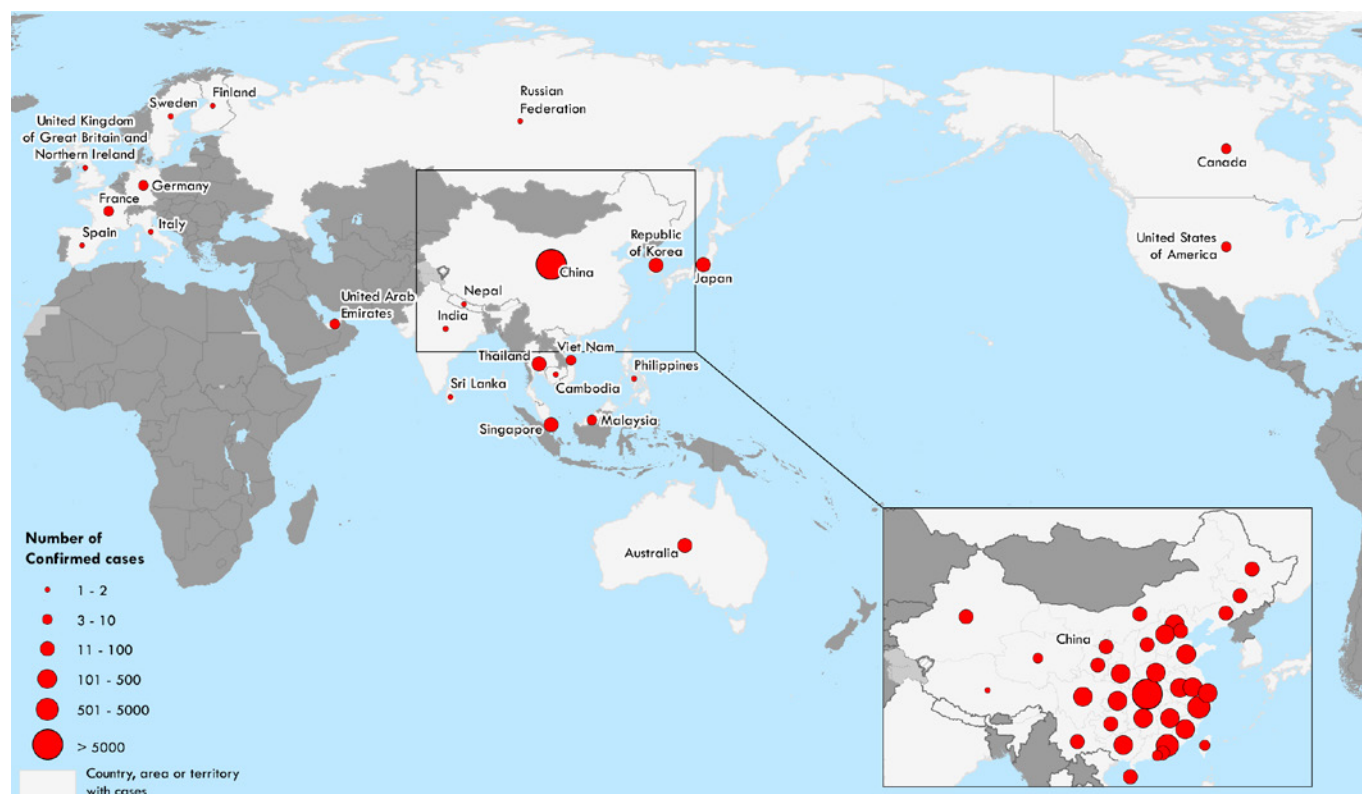 Finland
Sweden
United Kingdom
of Great Britain and
Northern Ireland
Germany
France
Italy
Spain
Russian
Federation
Canada
United States
of America
Republic
of Korea
Japan
China
Nepal
India
United Arab
Emirates
Thailand
Viet Nam
Philippines
Cambodia
Sri Lanka
Malaysia
Singapore
Australia
Number of
Confirmed cases
1 - 2
3 - 10
11 - 100
101 - 500
501 - 5000
> 5000
Country, area or territory
with cases
China